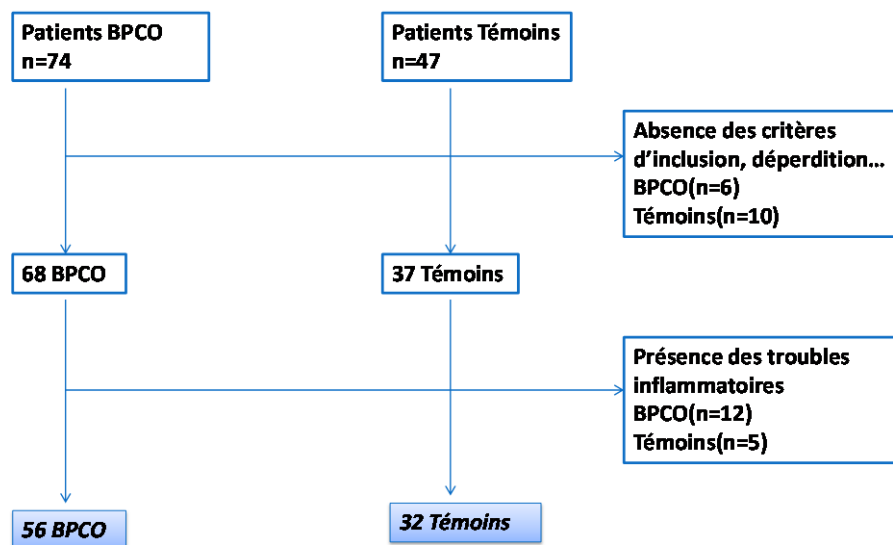 Patients BPCO
n=74
Patients Témoins
n=47
Absence des critères
d’inclusion, déperdition...
BPCO(n=6)
Témoins(n=10)
68 BPCO
37 Témoins
Présence des troubles
inflammatoires
BPCO(n=12)
Témoins(n=5)
56 BPCO
32 Témoins